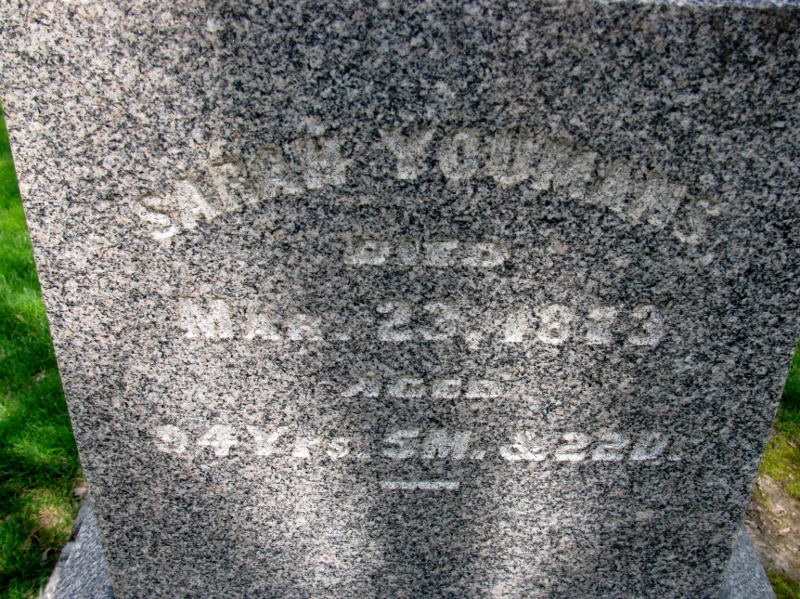 SARAH YOUMANS
DIED
MAR. 23, 1873
AGED
94 YRS. 5M. & 22D.